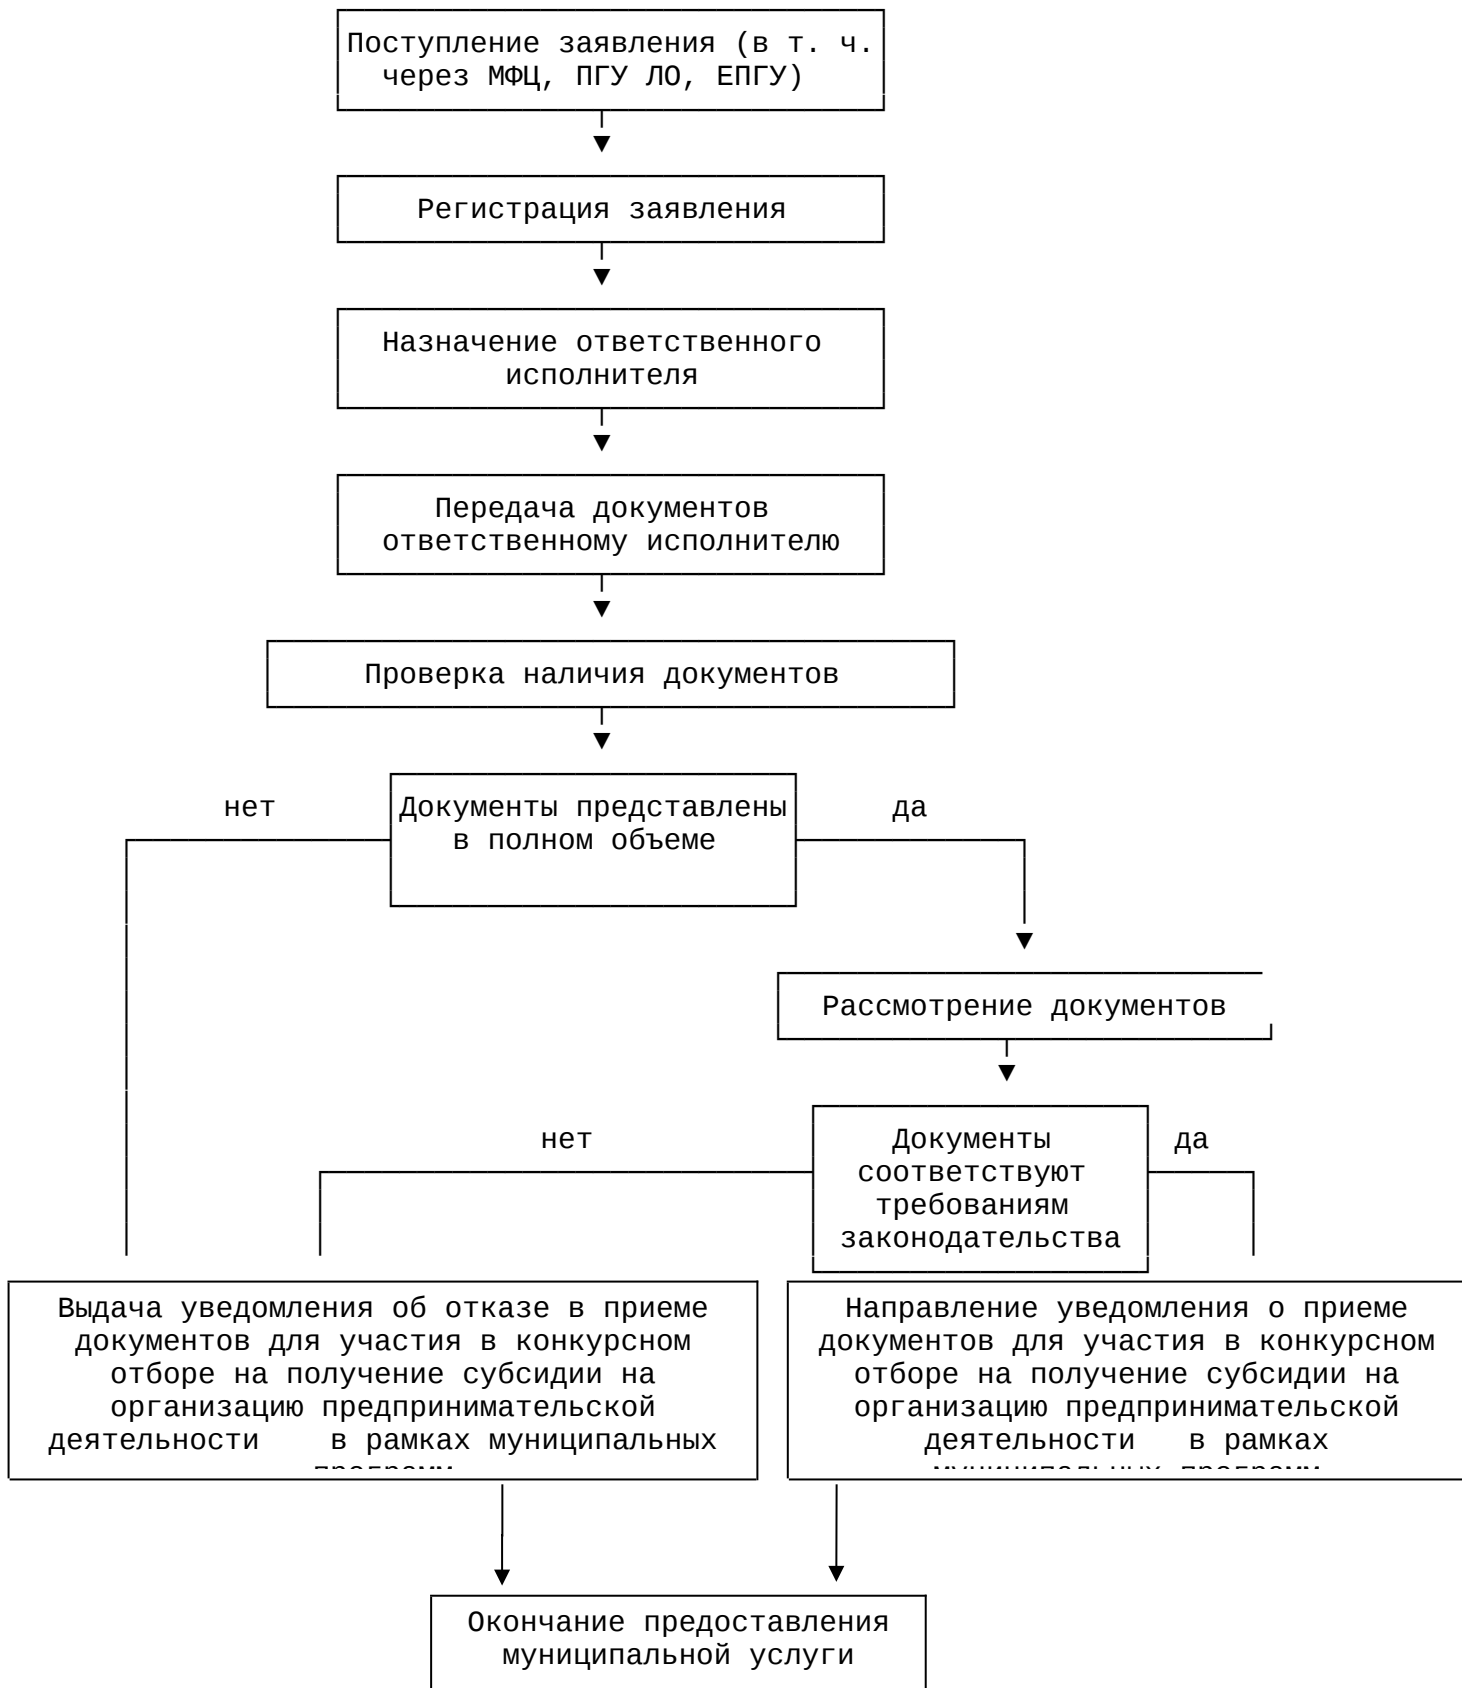 Поступление заявления (в т. ч.
через МФЦ, ПГУ ЛО, ЕПГУ)
Регистрация заявления
Назначение ответственного
исполнителя
Передача документов
ответственному исполнителю
Проверка наличия документов
нет
Документы представлены
в полном объеме
да
Рассмотрение документов
нет
Документы
соответствуют
требованиям
законодательства
да
Выдача уведомления об отказе в приеме
документов для участия в конкурсном
отборе на получение субсидии на
организацию предпринимательской
деятельности в рамках муниципальных
программ
Направление уведомления о приеме
документов для участия в конкурсном
отборе на получение субсидии на
организацию предпринимательской
деятельности в рамках
муниципальных программ
Окончание предоставления
муниципальной услуги